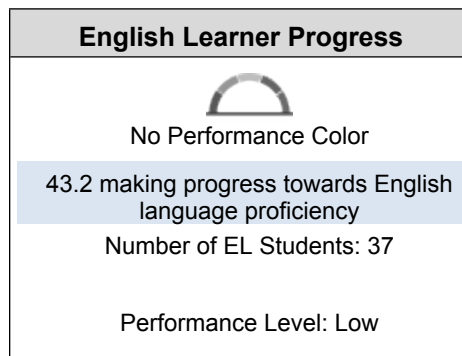 English Learner Progress
No Performance Color
43.2 making progress towards English
language proficiency
Number of EL Students: 37
Performance Level: Low